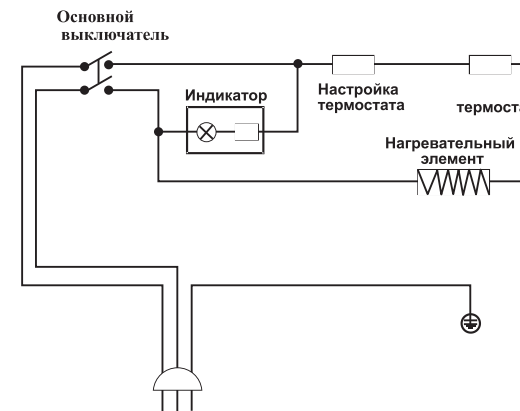 Основной
выключатель
Индикатор
Настройка
термостата
Нагревательный
элемент